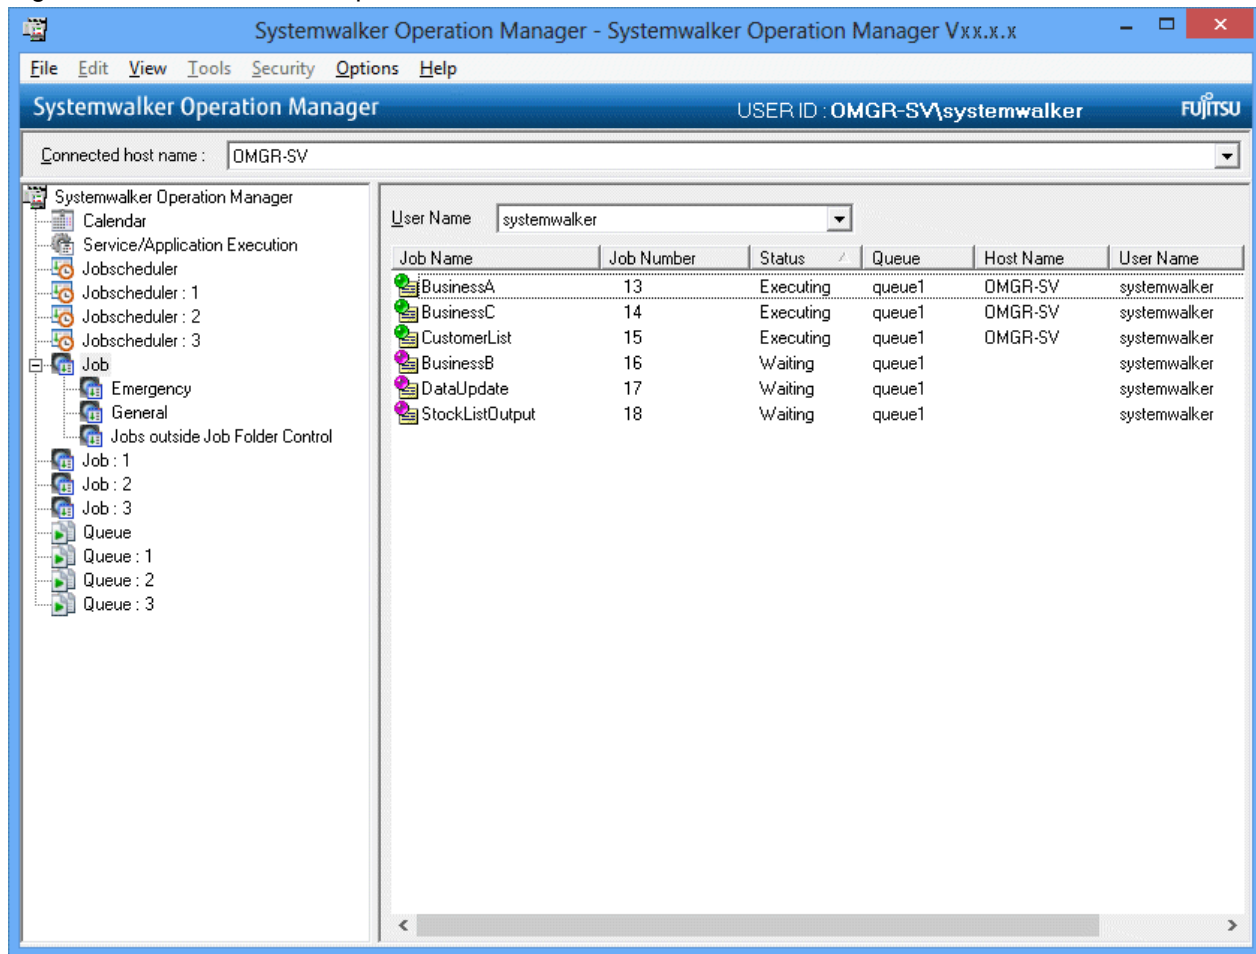 Systemwalker Operation Manager - Systemwalker Operation Manager Vxx.x.x
File Edit View Tools Security Options Help
Systemwalker Operation Manager USER ID : OMGR-SV\systemwalker FUJITSU
Connected host name : OMGR-SV
Systemwalker Operation Manager
Calendar
Service/Application Execution
Jobscheduler
Jobscheduler : 1
Jobscheduler : 2
Jobscheduler : 3
Job
Emergency
General
Jobs outside Job Folder Control
Job : 1
Job : 2
Job : 3
Queue
Queue : 1
Queue : 2
Queue : 3
User Name systemwalker
Job Name Job Number Status Queue Host Name User Name
BusinessA 13 Executing queue1 OMGR-SV systemwalker
BusinessC 14 Executing queue1 OMGR-SV systemwalker
CustomerList 15 Executing queue1 OMGR-SV systemwalker
BusinessB 16 Waiting queue1 systemwalker
DataUpdate 17 Waiting queue1 systemwalker
StockListOutput 18 Waiting queue1 systemwalker